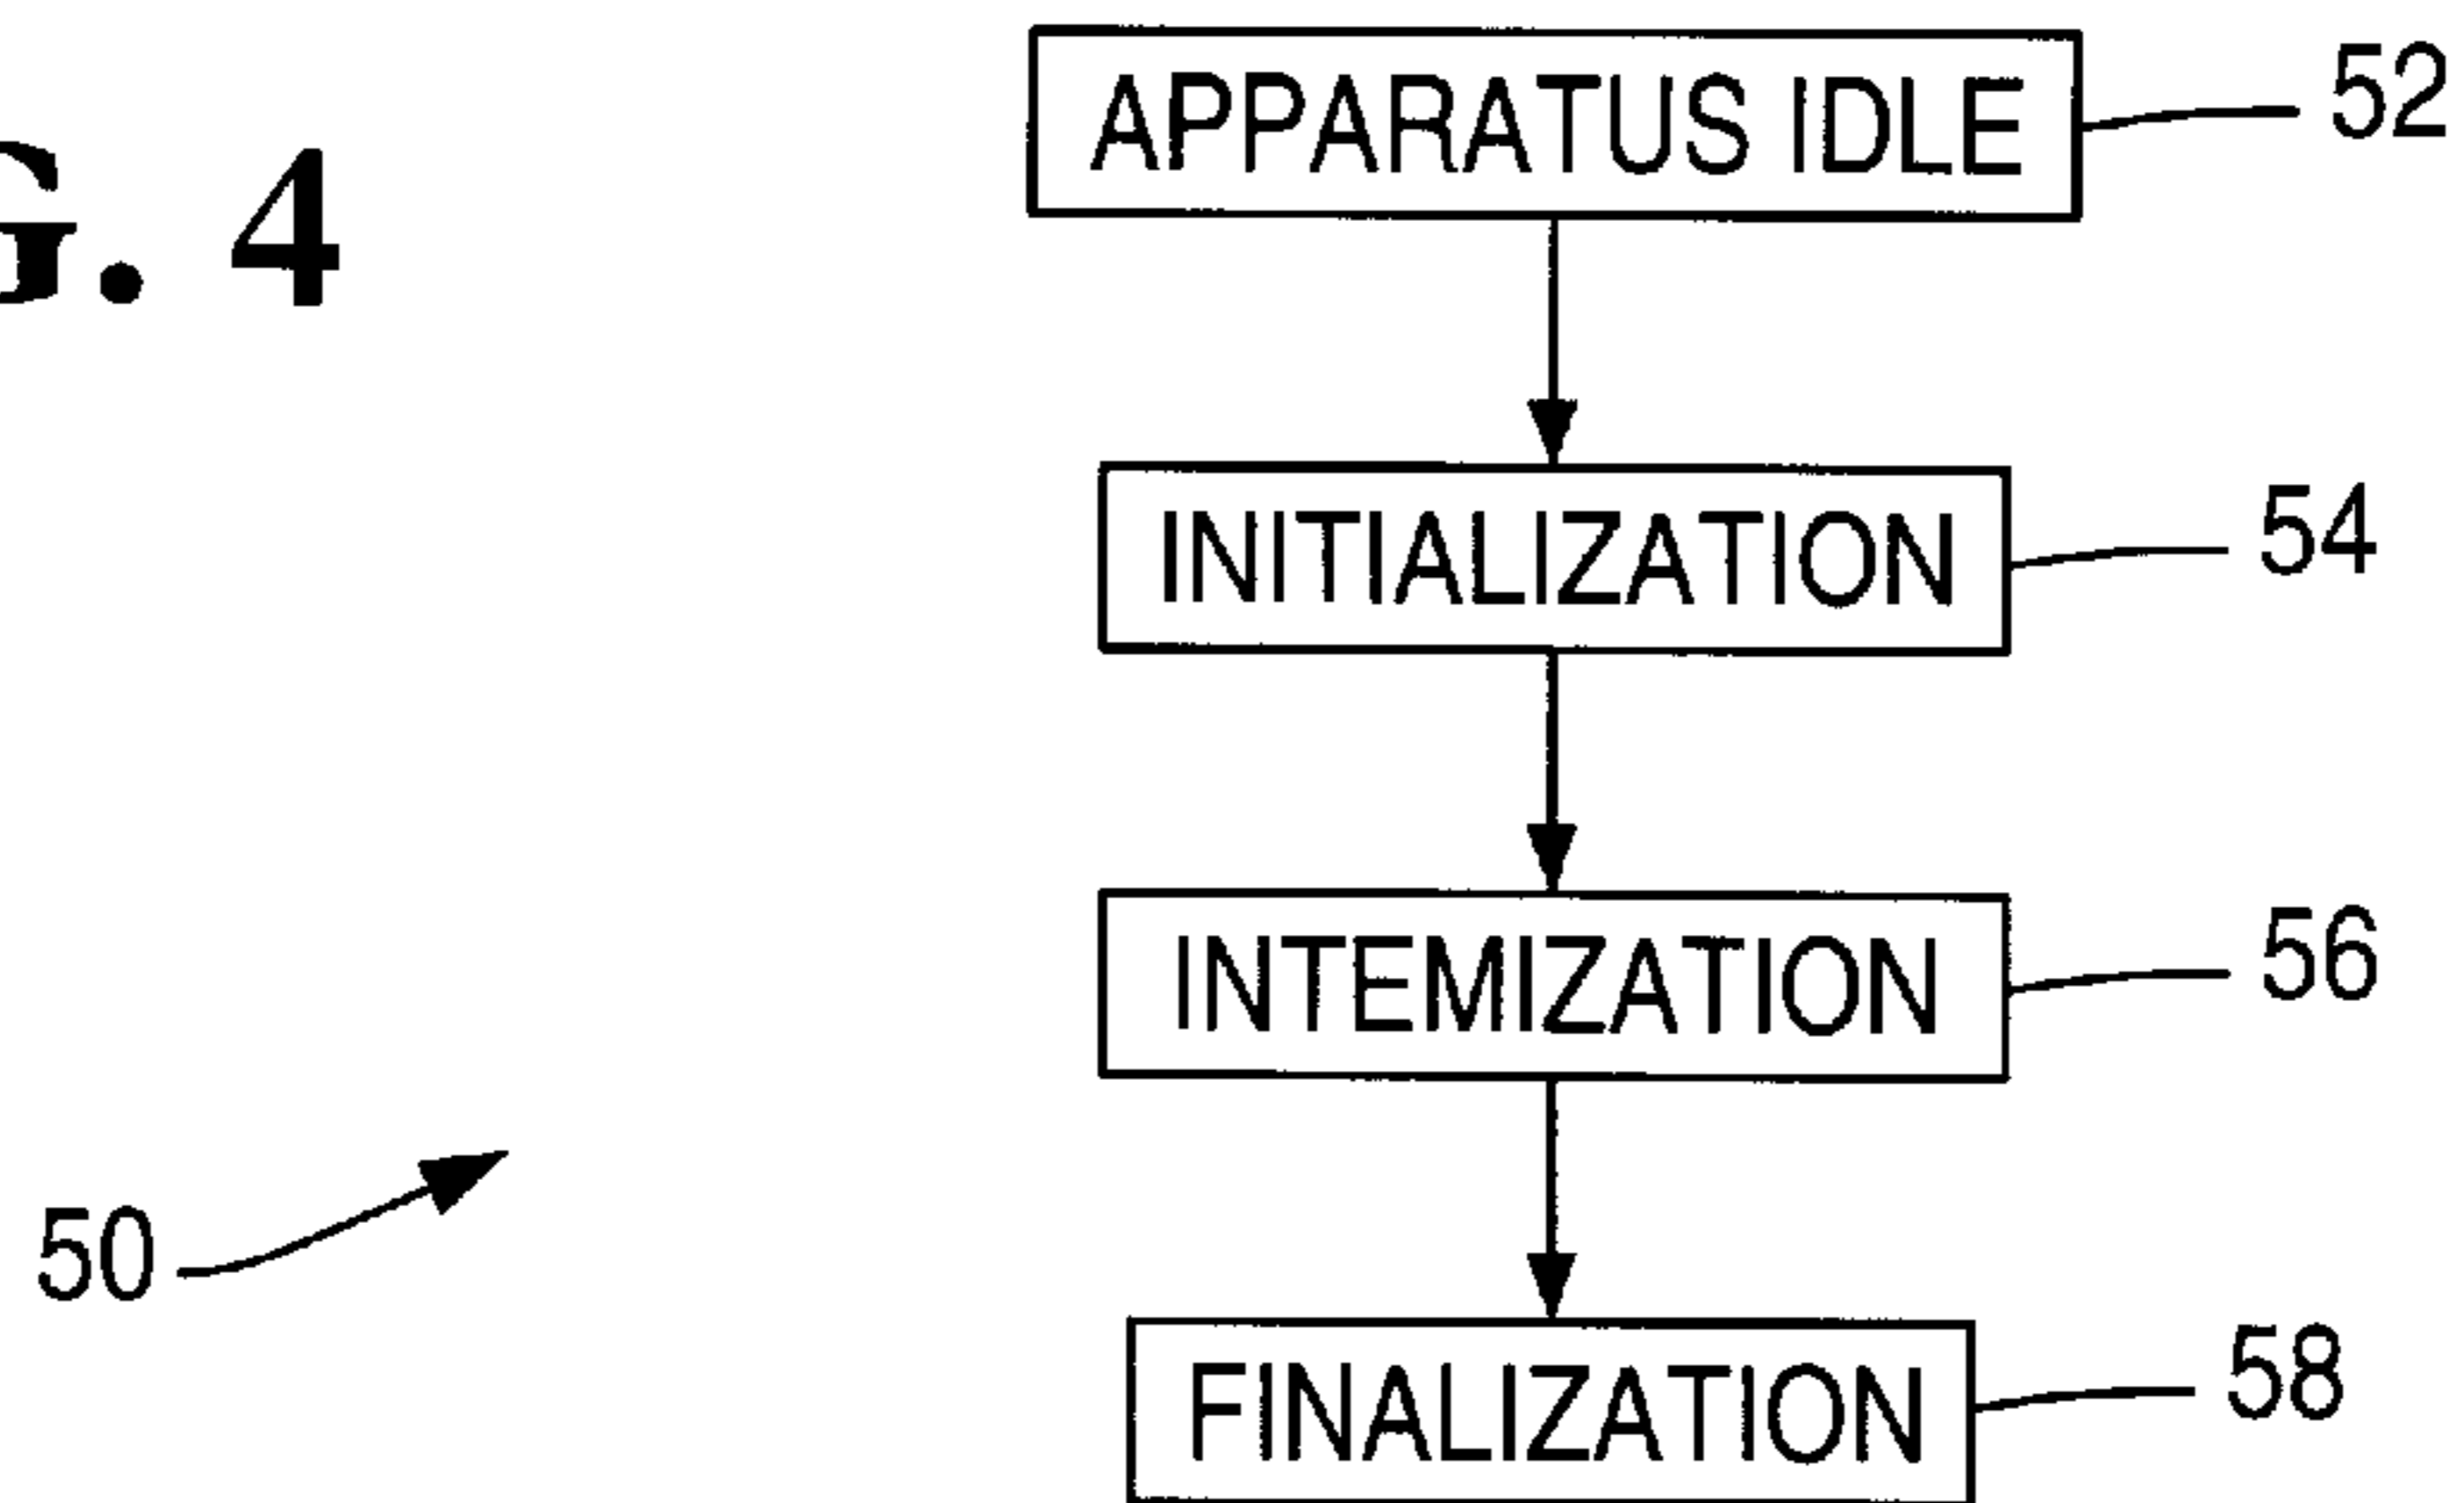 G. 4
APPARATUS IDLE
52
INITIALIZATION
54
INTEMIZATION
56
50
FINALIZATION
58